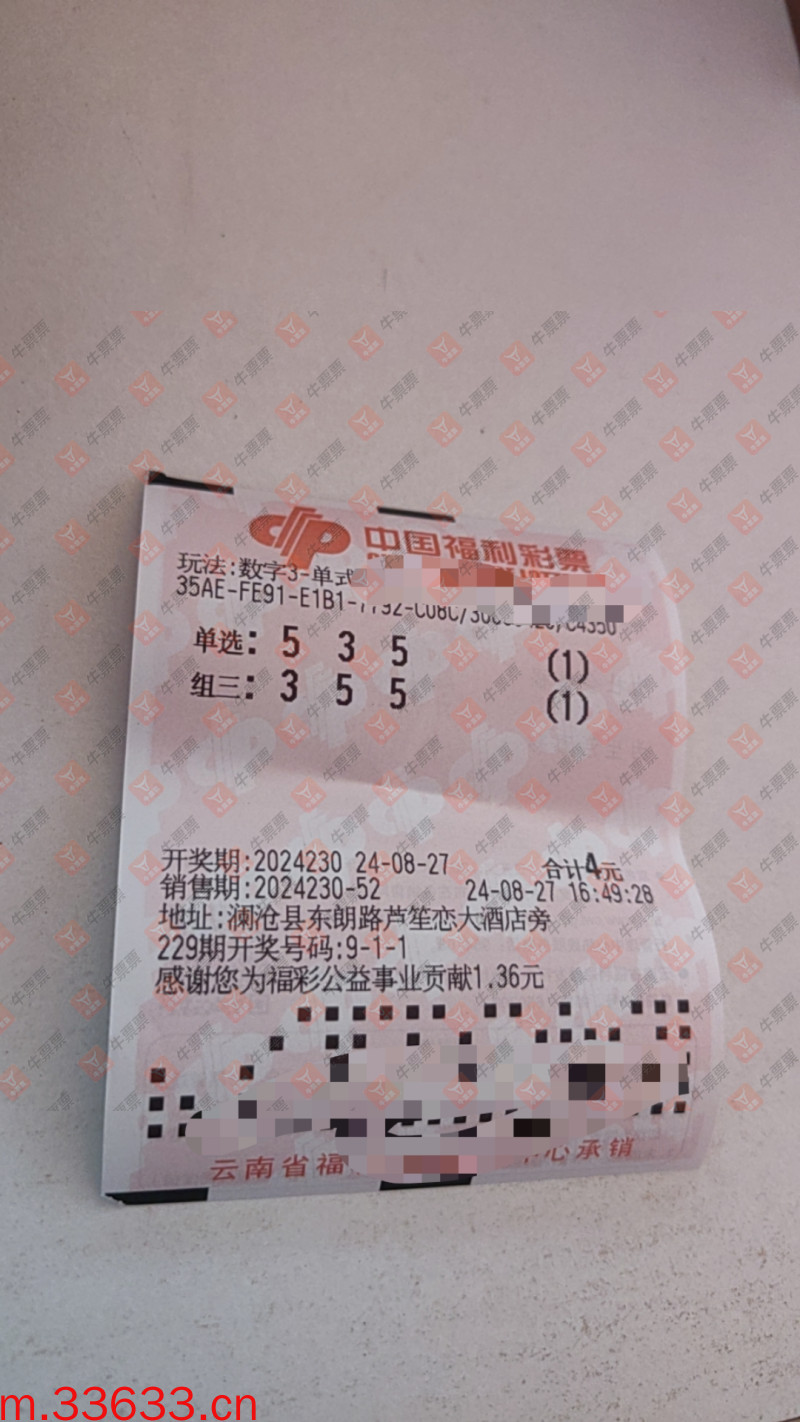 中国福利彩票
玩法:数字3-单式
35AE-FE91-E1B1-
单选: 5 3 5 (1)
组三: 3 5 5 (1)
开奖期:2024230 24-08-27 合计4元
销售期:2024230-52 24-08-27 16:49:28
地址:澜沧县东朗路芦笙恋大酒店旁
229期开奖号码:9-1-1
感谢您为福彩公益事业贡献1.36元
云南省福 心承销
牛票票
m.33633.cn